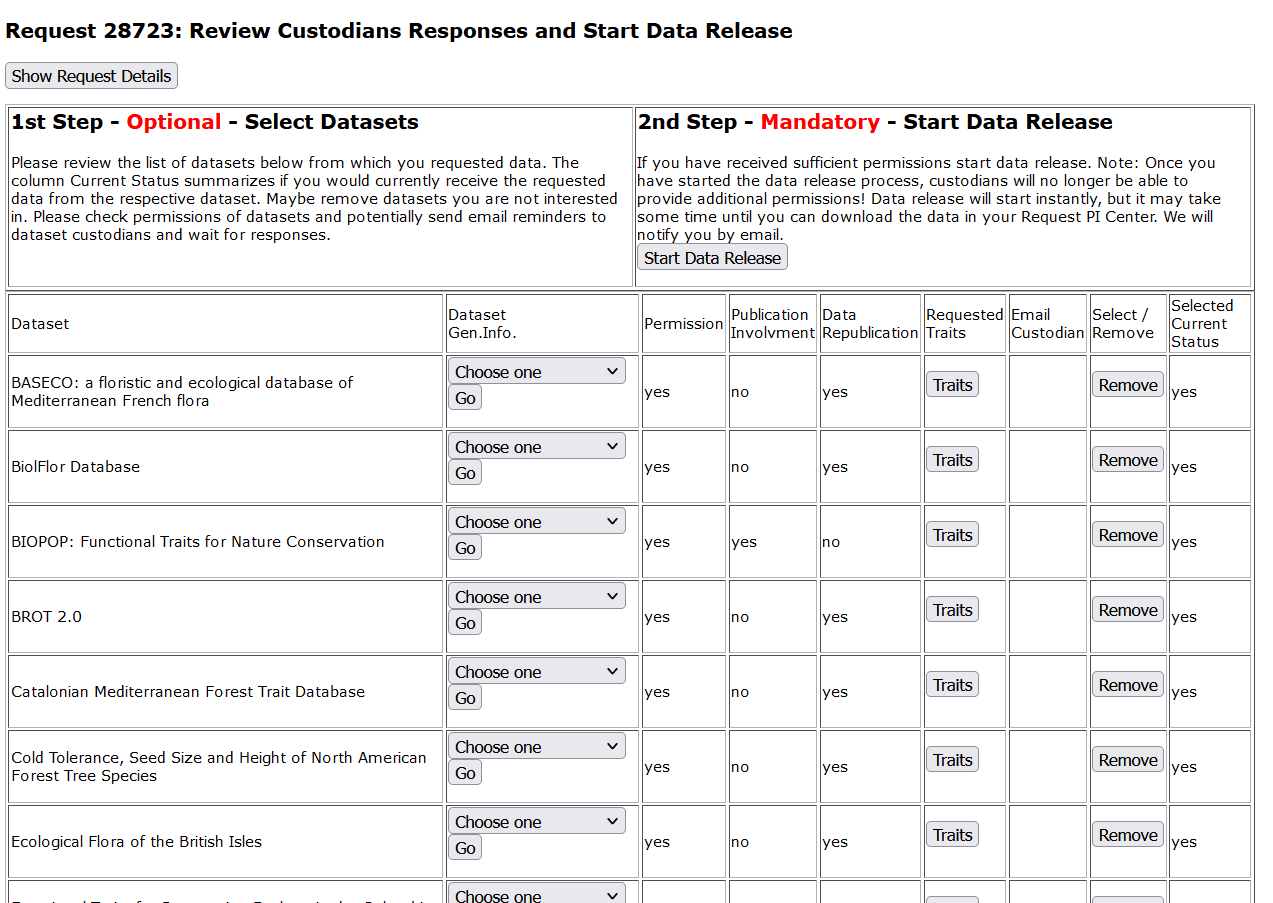 Request 28723: Review Custodians Responses and Start Data Release
Show Request Details
1st Step - Optional - Select Datasets
Please review the list of datasets below from which you requested data. The
column Current Status summarizes if you would currently receive the requested
data from the respective dataset. Maybe remove datasets you are not interested
in. Please check permissions of datasets and potentially send email reminders to
dataset custodians and wait for responses.
2nd Step - Mandatory - Start Data Release
If you have received sufficient permissions start data release. Note: Once you
have started the data release process, custodians will no longer be able to
provide additional permissions! Data release will start instantly, but it may take
some time until you can download the data in your Request PI Center. We will
notify you by email.
Start Data Release
Dataset
Dataset
Gen.Info.
Permission
Publication
Involvment
Data
Republication
Requested
Traits
Email
Custodian
Select /
Remove
Selected
Current
Status
BASECO: a floristic and ecological database of
Mediterranean French flora
Choose one
Go
yes
no
yes
Traits
Remove
yes
BiolFlor Database
Choose one
Go
yes
no
yes
Traits
Remove
yes
BIOPOP: Functional Traits for Nature Conservation
Choose one
Go
yes
yes
no
Traits
Remove
yes
BROT 2.0
Choose one
Go
yes
no
yes
Traits
Remove
yes
Catalonian Mediterranean Forest Trait Database
Choose one
Go
yes
no
yes
Traits
Remove
yes
Cold Tolerance, Seed Size and Height of North American
Forest Tree Species
Choose one
Go
yes
no
yes
Traits
Remove
yes
Ecological Flora of the British Isles
Choose one
Go
yes
no
yes
Traits
Remove
yes
Choose one